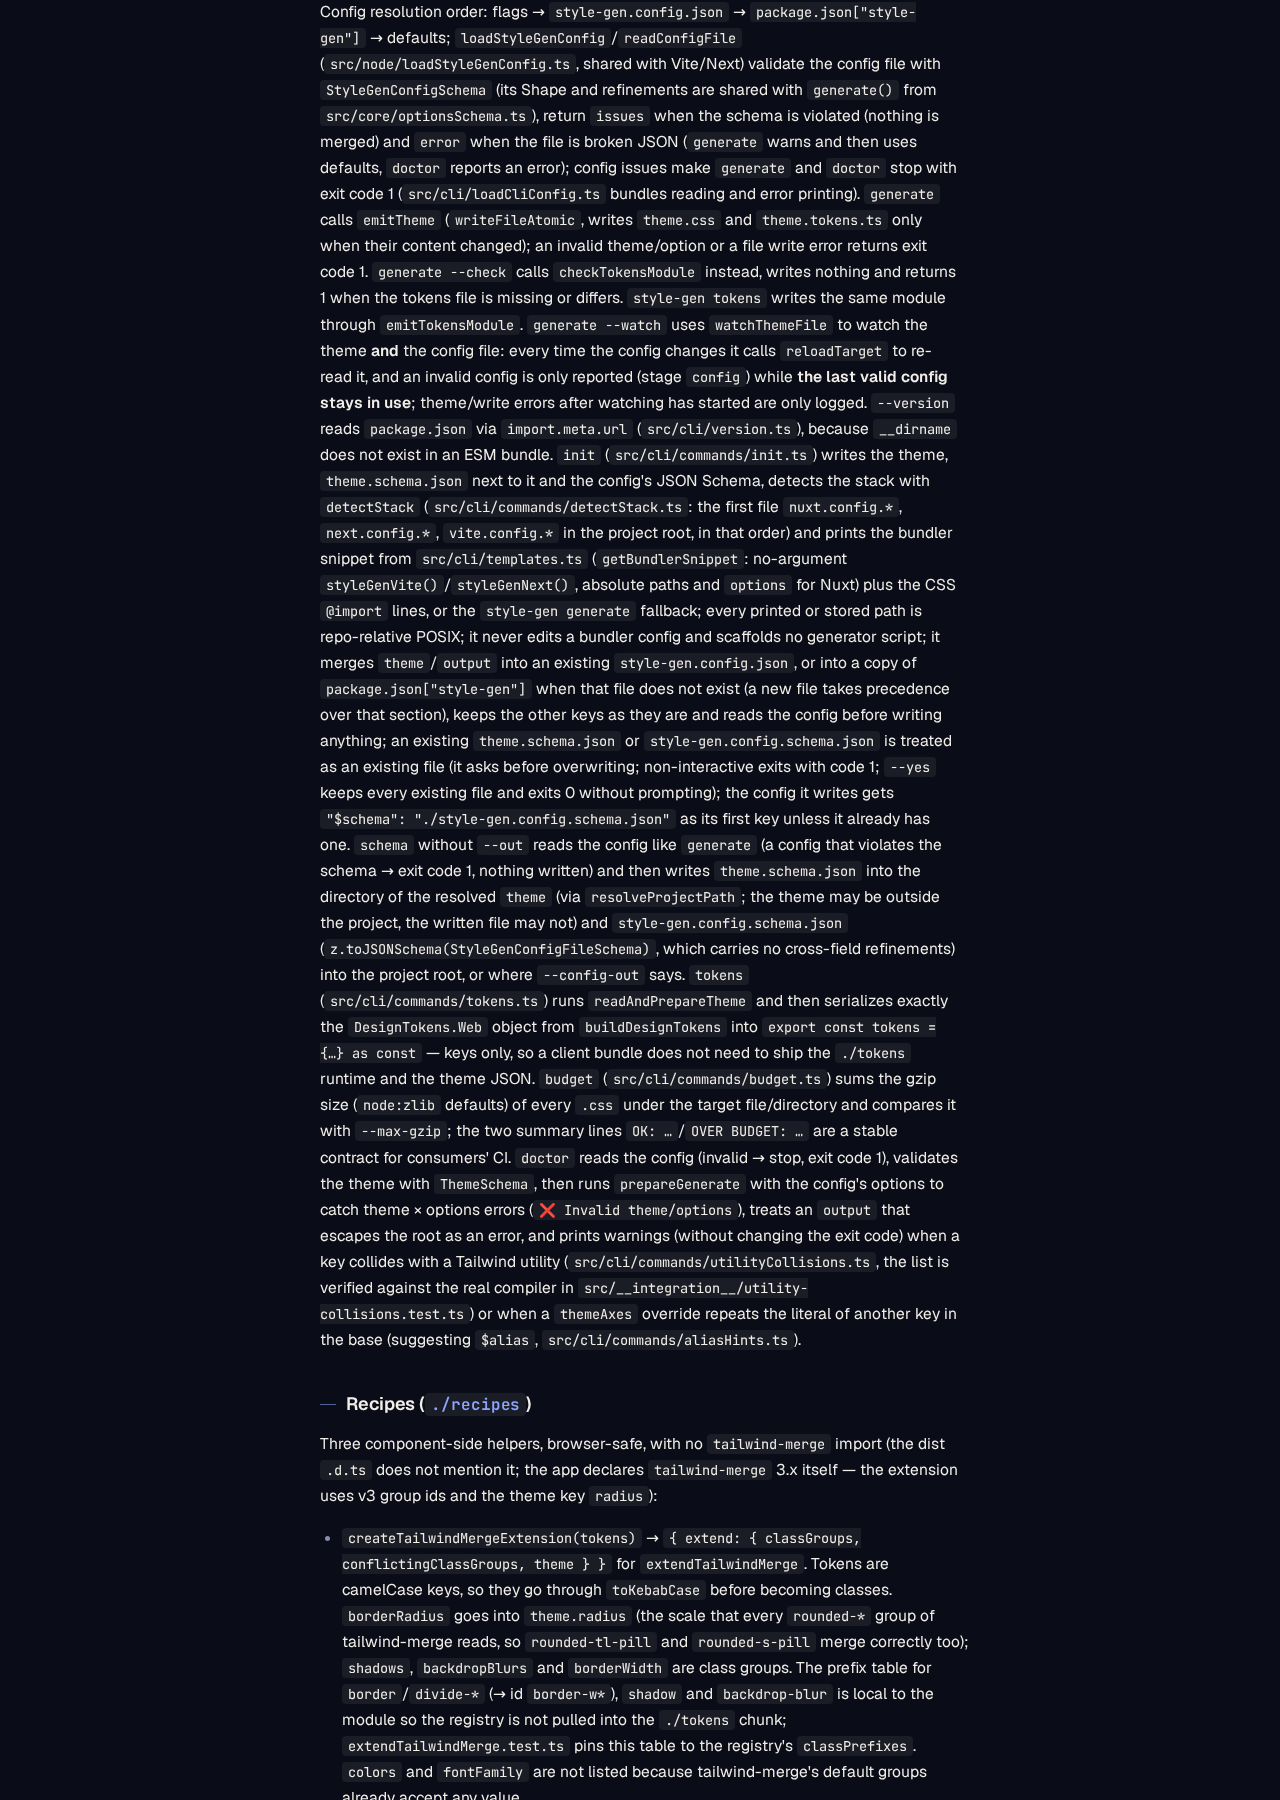 Config resolution order: flags → style-gen.config.json → package.json["style-
gen"] → defaults; loadStyleGenConfig / readConfigFile
( src/node/loadStyleGenConfig.ts , shared with Vite/Next) validate the config file with
StyleGenConfigSchema (its Shape and refinements are shared with generate() from
src/core/optionsSchema.ts ), return issues when the schema is violated (nothing is
merged) and error when the file is broken JSON ( generate warns and then uses
defaults, doctor reports an error); config issues make generate and doctor stop with
exit code 1 ( src/cli/loadCliConfig.ts bundles reading and error printing). generate
calls emitTheme ( writeFileAtomic , writes theme.css and theme.tokens.ts only
when their content changed); an invalid theme/option or a file write error returns exit
code 1. generate --check calls checkTokensModule instead, writes nothing and returns
1 when the tokens file is missing or differs. style-gen tokens writes the same module
through emitTokensModule . generate --watch uses watchThemeFile to watch the
theme and the config file: every time the config changes it calls reloadTarget to re-
read it, and an invalid config is only reported (stage config ) while the last valid config
stays in use; theme/write errors after watching has started are only logged. --version
reads package.json via import.meta.url ( src/cli/version.ts ), because __dirname
does not exist in an ESM bundle. init ( src/cli/commands/init.ts ) writes the theme,
theme.schema.json next to it and the config's JSON Schema, detects the stack with
detectStack ( src/cli/commands/detectStack.ts : the first file nuxt.config.* ,
next.config.* , vite.config.* in the project root, in that order) and prints the bundler
snippet from src/cli/templates.ts ( getBundlerSnippet : no-argument
styleGenVite() / styleGenNext() , absolute paths and options for Nuxt) plus the CSS
@import lines, or the style-gen generate fallback; every printed or stored path is
repo-relative POSIX; it never edits a bundler config and scaffolds no generator script; it
merges theme / output into an existing style-gen.config.json , or into a copy of
package.json["style-gen"] when that file does not exist (a new file takes precedence
over that section), keeps the other keys as they are and reads the config before writing
anything; an existing theme.schema.json or style-gen.config.schema.json is treated
as an existing file (it asks before overwriting; non-interactive exits with code 1; --yes
keeps every existing file and exits 0 without prompting); the config it writes gets
"$schema": "./style-gen.config.schema.json" as its first key unless it already has
one. schema without --out reads the config like generate (a config that violates the
schema → exit code 1, nothing written) and then writes theme.schema.json into the
directory of the resolved theme (via resolveProjectPath ; the theme may be outside
the project, the written file may not) and style-gen.config.schema.json
( z.toJSONSchema(StyleGenConfigFileSchema) , which carries no cross-field refinements)
into the project root, or where --config-out says. tokens
( src/cli/commands/tokens.ts ) runs readAndPrepareTheme and then serializes exactly
the DesignTokens.Web object from buildDesignTokens into export const tokens =
{…} as const — keys only, so a client bundle does not need to ship the ./tokens
runtime and the theme JSON. budget ( src/cli/commands/budget.ts ) sums the gzip
size ( node:zlib defaults) of every .css under the target file/directory and compares it
with --max-gzip ; the two summary lines OK: … / OVER BUDGET: … are a stable
contract for consumers' CI. doctor reads the config (invalid → stop, exit code 1), validates
the theme with ThemeSchema , then runs prepareGenerate with the config's options to
catch theme × options errors ( ❌ Invalid theme/options ), treats an output that
escapes the root as an error, and prints warnings (without changing the exit code) when a
key collides with a Tailwind utility ( src/cli/commands/utilityCollisions.ts , the list is
verified against the real compiler in src/__integration__/utility-
collisions.test.ts ) or when a themeAxes override repeats the literal of another key in
the base (suggesting $alias , src/cli/commands/aliasHints.ts ).
— Recipes ( ./recipes )
Three component-side helpers, browser-safe, with no tailwind-merge import (the dist
.d.ts does not mention it; the app declares tailwind-merge 3.x itself — the extension
uses v3 group ids and the theme key radius ):
• createTailwindMergeExtension(tokens) → { extend: { classGroups,
conflictingClassGroups, theme } } for extendTailwindMerge . Tokens are
camelCase keys, so they go through toKebabCase before becoming classes.
borderRadius goes into theme.radius (the scale that every rounded-* group of
tailwind-merge reads, so rounded-tl-pill and rounded-s-pill merge correctly too);
shadows , backdropBlurs and borderWidth are class groups. The prefix table for
border / divide-* (→ id border-w* ), shadow and backdrop-blur is local to the
module so the registry is not pulled into the ./tokens chunk;
extendTailwindMerge.test.ts pins this table to the registry's classPrefixes .
colors and fontFamily are not listed because tailwind-merge's default groups
already accept any value.